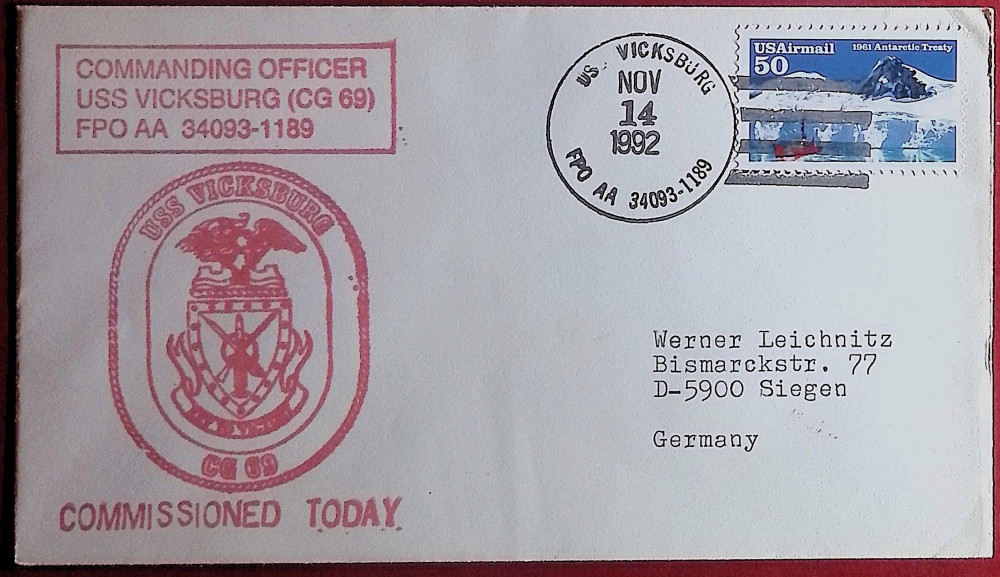 COMMANDING OFFICER
USS VICKSBURG (CG 69)
FPO AA 34093-1189
US VICKSBURG
NOV
14
1992
FPO AA 34093-1189
USAirmail 1961 Antarctic Treaty
50
USS VICKSBURG
CG 69
COMMISSIONED TODAY
Werner Leichnitz
Bismarckstr. 77
D-5900 Siegen
Germany